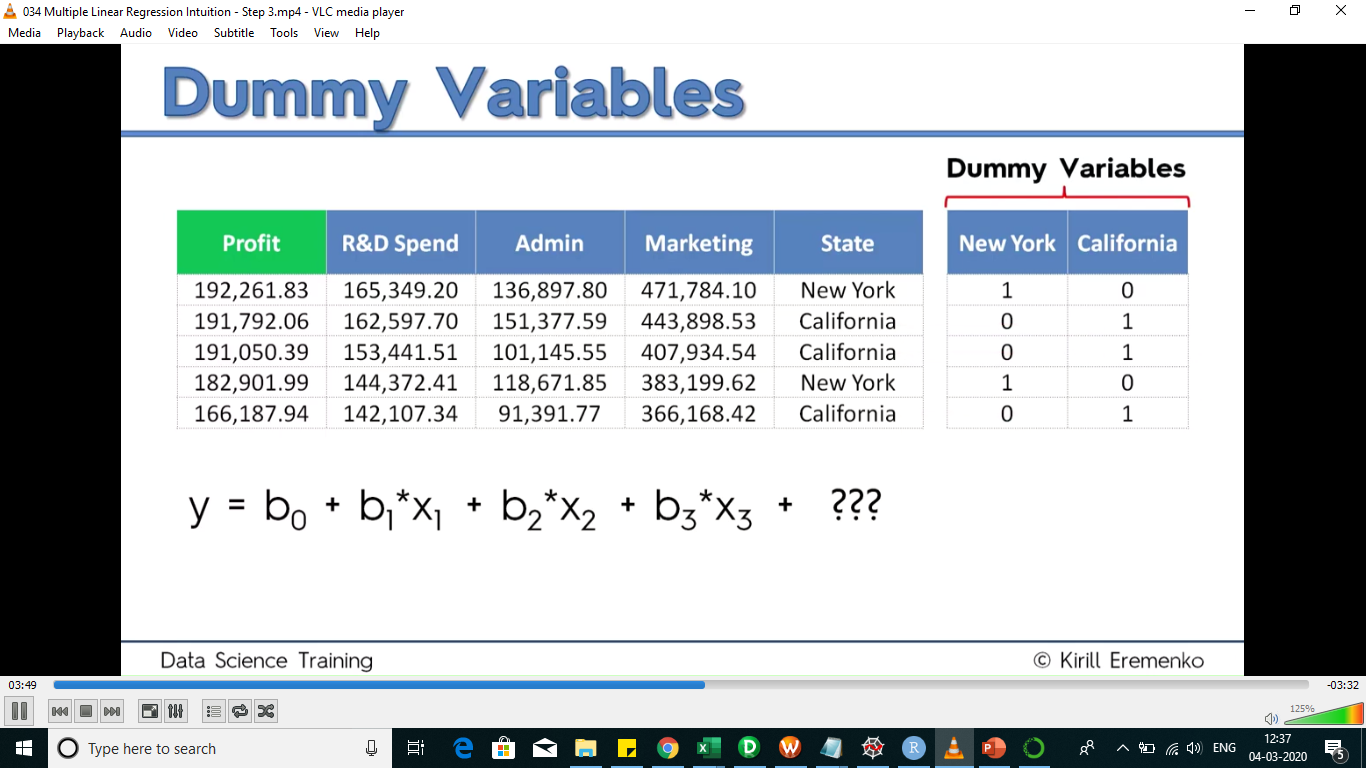 034 Multiple Linear Regression Intuition - Step 3.mp4 - VLC media player
Media Playback Audio Video Subtitle Tools View Help
Dummy Variables
Dummy Variables
Profit R&D Spend Admin Marketing State New York California
192,261.83 165,349.20 136,897.80 471,784.10 New York 1 0
191,792.06 162,597.70 151,377.59 443,898.53 California 0 1
191,050.39 153,441.51 101,145.55 407,934.54 California 0 1
182,901.99 144,372.41 118,671.85 383,199.62 New York 1 0
166,187.94 142,107.34 91,391.77 366,168.42 California 0 1
y = b₀ + b₁*x₁ + b₂*x₂ + b₃*x₃ + ???
Data Science Training © Kirill Eremenko
03:49 -03:32
125%
Type here to search ENG 12:37
04-03-2020 5